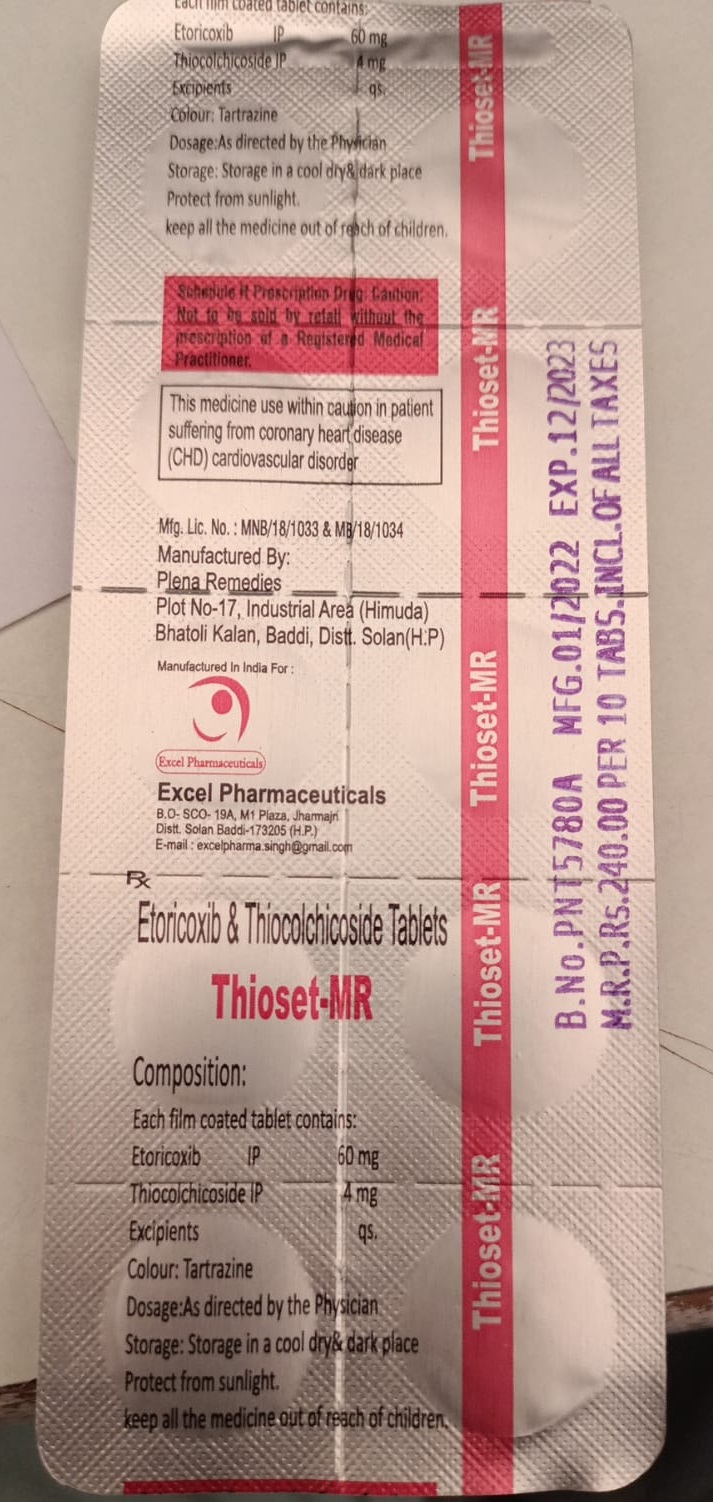 Each film coated tablet contains:
Etoricoxib IP 60 mg
Thiocolchicoside IP 4 mg
Excipients qs.
Colour: Tartrazine
Dosage:As directed by the Physician
Storage: Storage in a cool dry& dark place
Protect from sunlight.
keep all the medicine out of reach of children.
Schedule H Prescription Drug Caution:
Not to be sold by retail without the
prescription of a Registered Medical
Practitioner.
This medicine use within caution in patient
suffering from coronary heart disease
(CHD) cardiovascular disorder
Mfg. Lic. No. : MNB/18/1033 & MB/18/1034
Manufactured By:
Plena Remedies
Plot No-17, Industrial Area (Himuda)
Bhatoli Kalan, Baddi, Distt. Solan(H.P)
Manufactured In India For :
Excel Pharmaceuticals
Excel Pharmaceuticals
B.O- SCO- 19A, M1 Plaza, Jharmajri
Distt. Solan Baddi-173205 (H.P.)
E-mail : excelpharma.singh@gmail.com
Rx
Etoricoxib & Thiocolchicoside Tablets
Thioset-MR
Composition:
Each film coated tablet contains:
Etoricoxib IP 60 mg
Thiocolchicoside IP 4 mg
Excipients qs.
Colour: Tartrazine
Dosage:As directed by the Physician
Storage: Storage in a cool dry& dark place
Protect from sunlight.
keep all the medicine out of reach of children.
Thioset-MR
Thioset-MR
Thioset-MR
Thioset-MR
Thioset-MR
B.No.PNT5780A MFG.01/2022 EXP.12/2023
M.R.P.Rs.240.00 PER 10 TABS.INCL.OF ALL TAXES